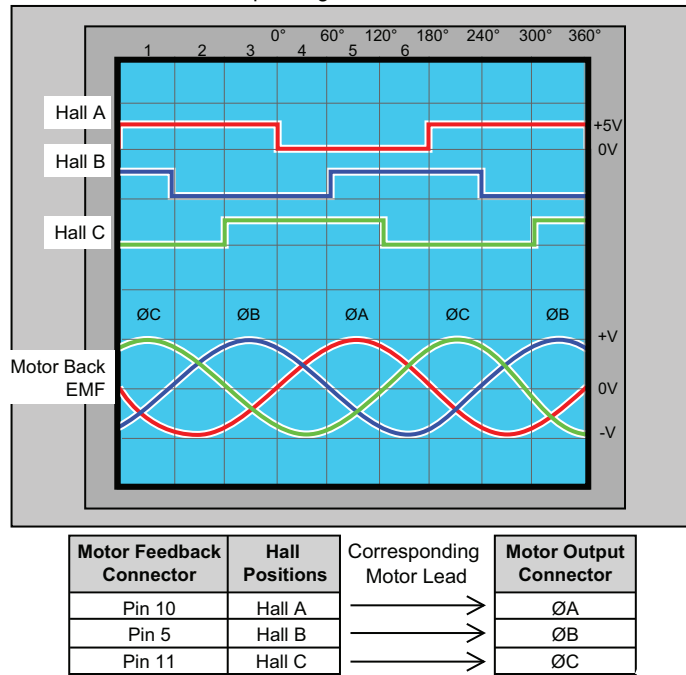 0° 60° 120° 180° 240° 300° 360°
1 2 3 4 5 6
Hall A
+5V
0V
Hall B
Hall C
ØC ØB ØA ØC ØB
+V
Motor Back
EMF
0V
-V
Motor Feedback Connector
Hall Positions
Corresponding Motor Lead
Motor Output Connector
Pin 10 Hall A ØA
Pin 5 Hall B ØB
Pin 11 Hall C ØC